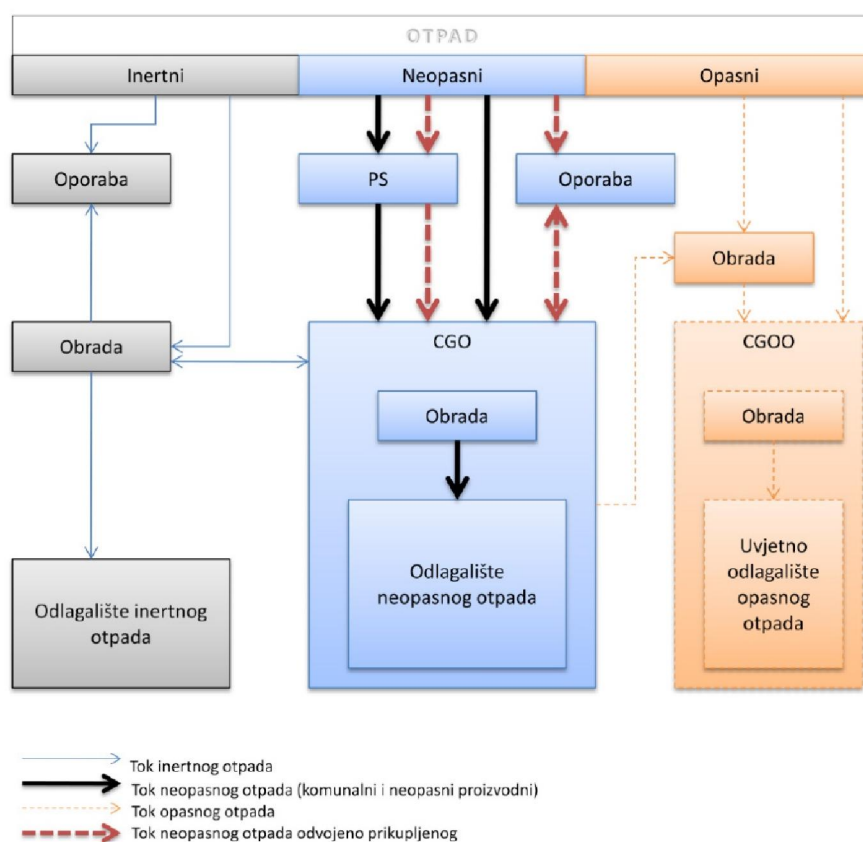 OTPAD
Inertni
Neopasni
Opasni
Oporaba
PS
Oporaba
Obrada
Obrada
CGO
CGOO
Obrada
Obrada
Odlagalište inertnog
otpada
Odlagalište
neopasnog otpada
Uvjetno
odlagalište
opasnog
otpada
Tok inertnog otpada
Tok neopasnog otpada (komunalni i neopasni proizvodni)
Tok opasnog otpada
Tok neopasnog otpada odvojeno prikupljenog